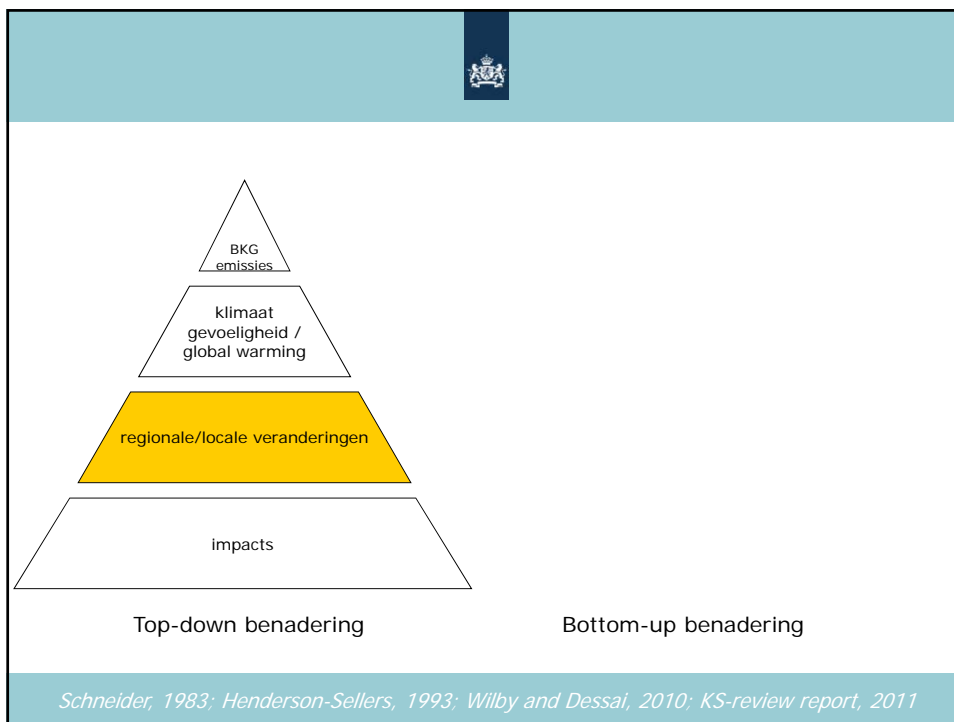 BKG
emissies
klimaat
gevoeligheid /
global warming
regionale/locale veranderingen
impacts
Top-down benadering
Bottom-up benadering
Schneider, 1983; Henderson-Sellers, 1993; Wilby and Dessai, 2010; KS-review report, 2011